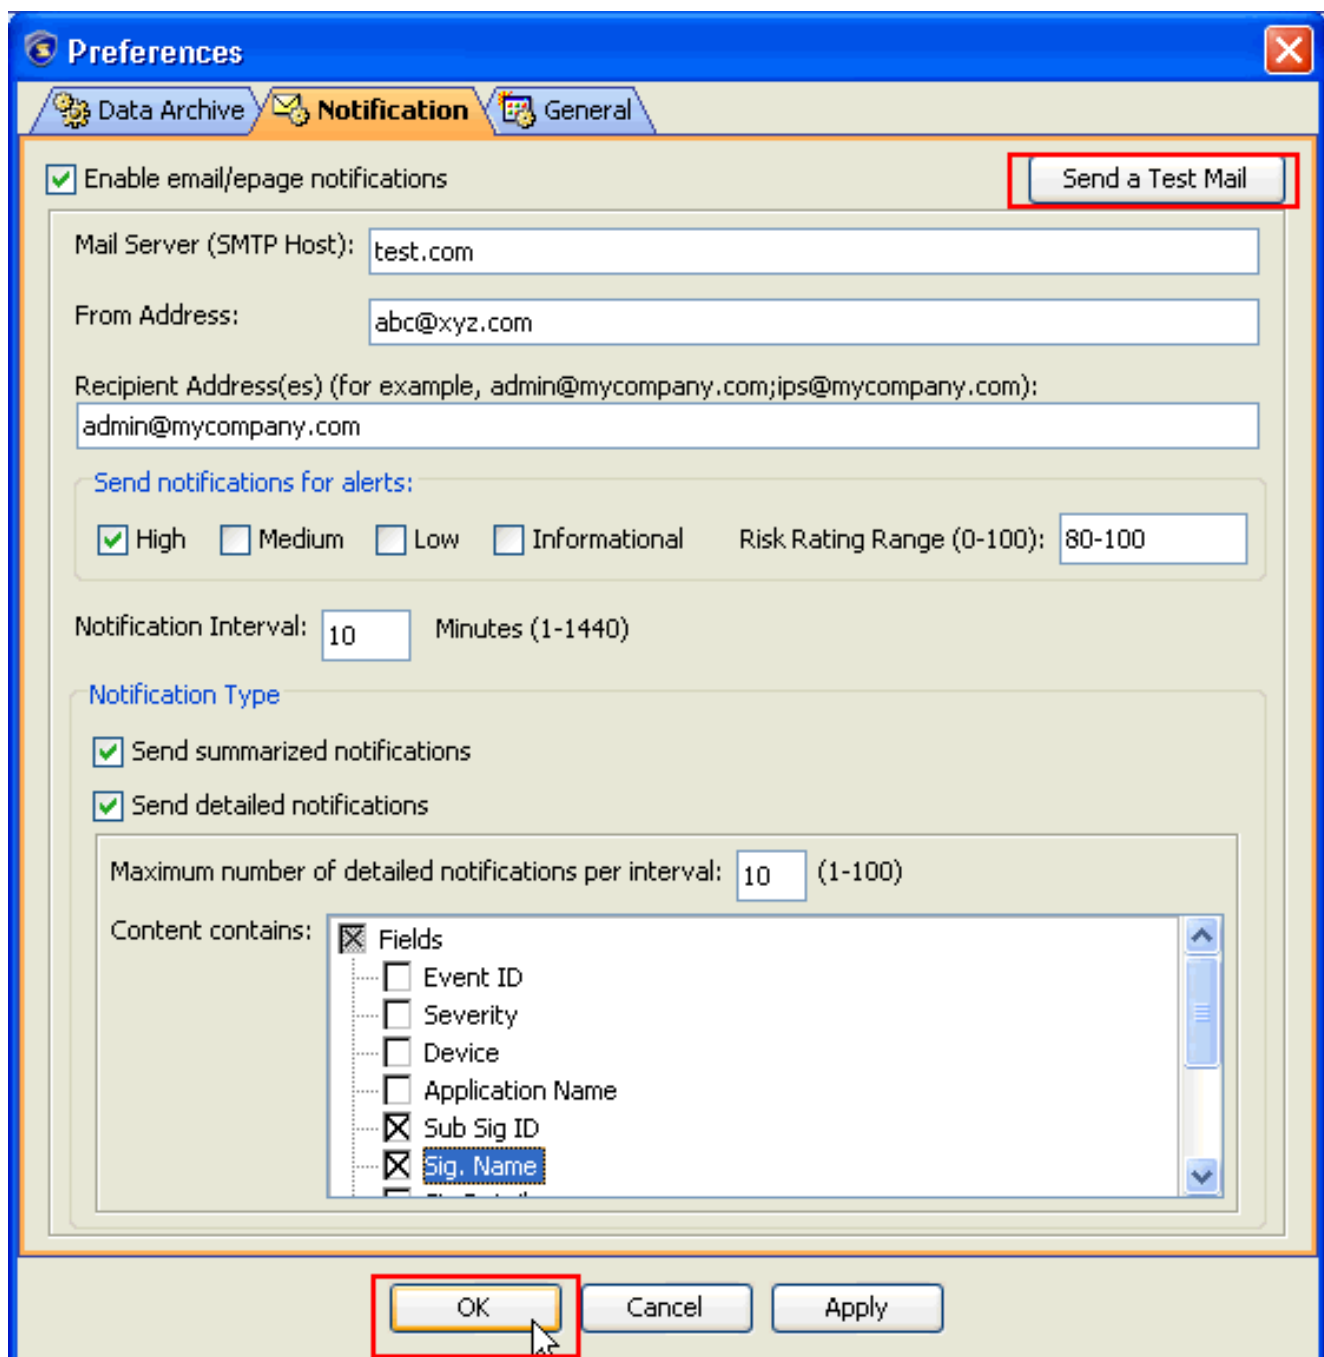 Preferences
Data Archive Notification General
Enable email/epage notifications Send a Test Mail
Mail Server (SMTP Host): test.com
From Address: abc@xyz.com
Recipient Address(es) (for example, admin@mycompany.com;ips@mycompany.com):
admin@mycompany.com
Send notifications for alerts:
High Medium Low Informational Risk Rating Range (0-100): 80-100
Notification Interval: 10 Minutes (1-1440)
Notification Type
Send summarized notifications
Send detailed notifications
Maximum number of detailed notifications per interval: 10 (1-100)
Content contains: Fields
Event ID
Severity
Device
Application Name
Sub Sig ID
Sig. Name
OK Cancel Apply